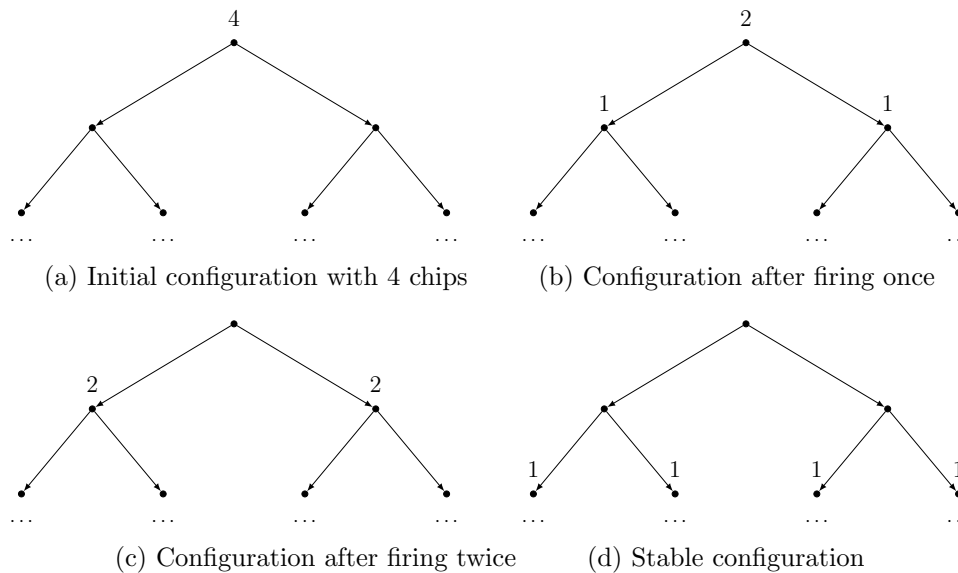 4
2
1 1
... ... ... ... ... ... ... ...
(a) Initial configuration with 4 chips
(b) Configuration after firing once
2 2
1 1 1 1
... ... ... ... ... ... ... ...
(c) Configuration after firing twice
(d) Stable configuration